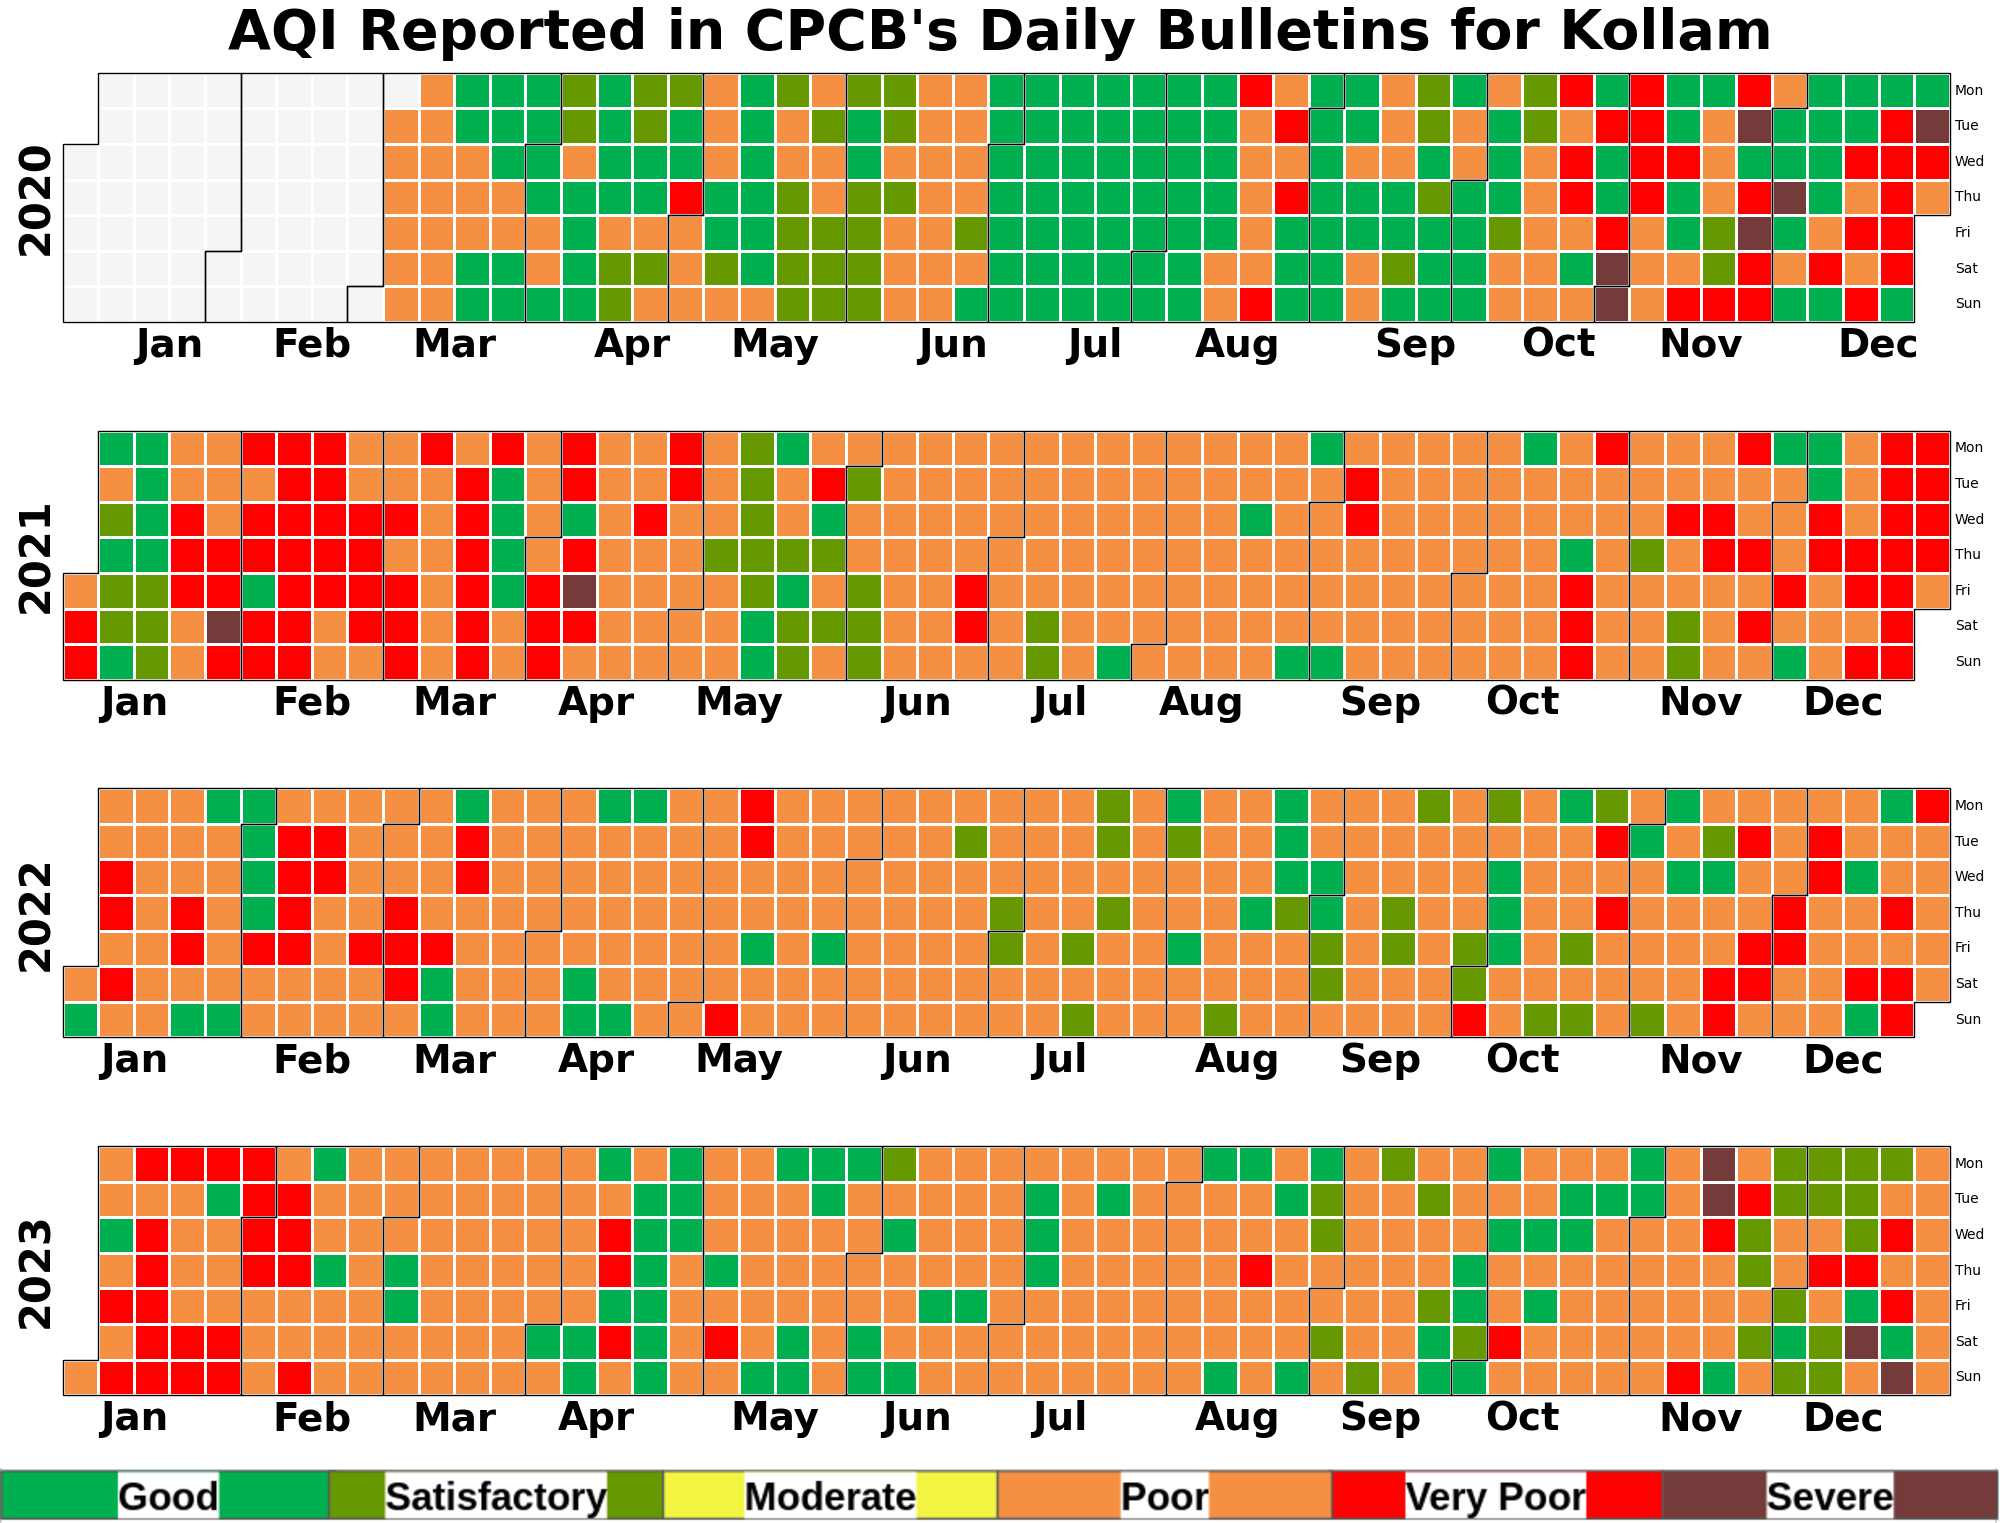 AQI Reported in CPCB's Daily Bulletins for Kollam
2020
Mon
Tue
Wed
Thu
Fri
Sat
Sun
Jan Feb Mar Apr May Jun Jul Aug Sep Oct Nov Dec
2021
Mon
Tue
Wed
Thu
Fri
Sat
Sun
Jan Feb Mar Apr May Jun Jul Aug Sep Oct Nov Dec
2022
Mon
Tue
Wed
Thu
Fri
Sat
Sun
Jan Feb Mar Apr May Jun Jul Aug Sep Oct Nov Dec
2023
Mon
Tue
Wed
Thu
Fri
Sat
Sun
Jan Feb Mar Apr May Jun Jul Aug Sep Oct Nov Dec
Good Satisfactory Moderate Poor Very Poor Severe